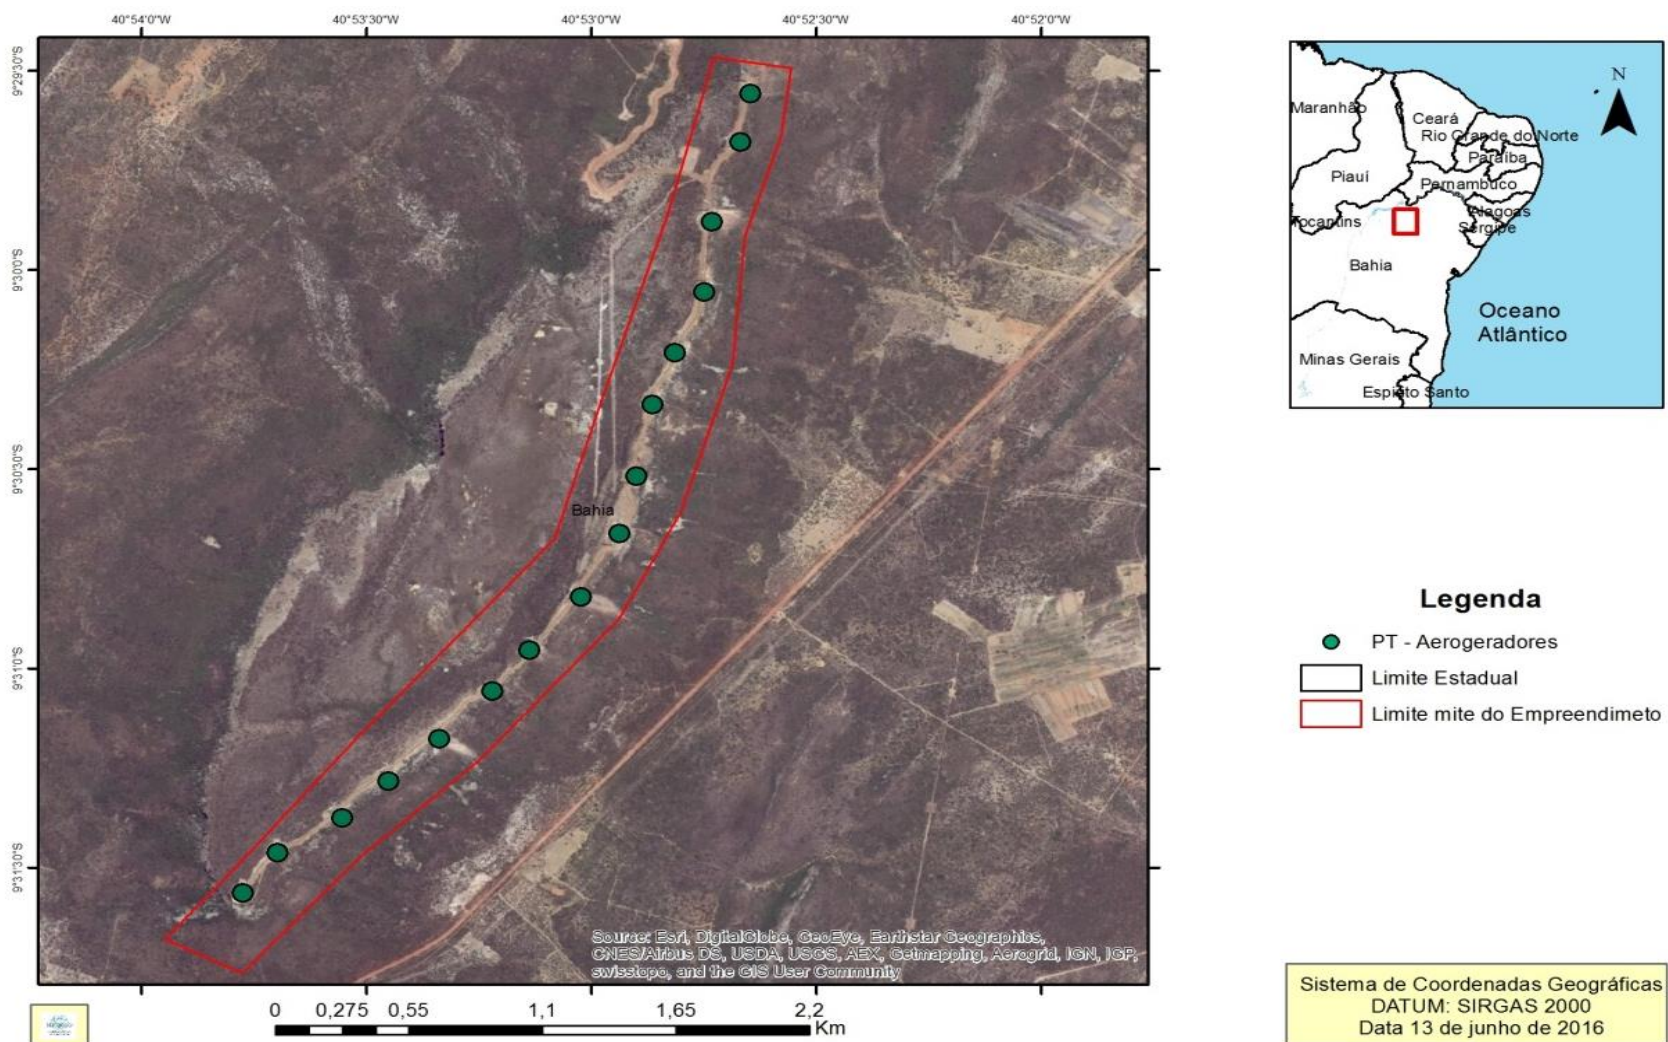 40°54'0"W 40°53'30"W 40°53'0"W 40°52'30"W 40°52'0"W
9°29'30"S
9°30'0"S
9°30'30"S
9°31'0"S
9°31'30"S
Bahia
Source: Esri, DigitalGlobe, GeoEye, Earthstar Geographics,
CNES/Airbus DS, USDA, USGS, AEX, Getmapping, Aerogrid, IGN, IGP,
swisstopo, and the GIS User Community
0 0,275 0,55 1,1 1,65 2,2
Km
N
Maranhão
Ceará
Rio Grande do Norte
Paraíba
Piauí
Pernambuco
Alagoas
Tocantins
Sergipe
Bahia
Oceano
Atlântico
Minas Gerais
Espírito Santo
Legenda
PT - Aerogeradores
Limite Estadual
Limite mite do Empreendimeto
Sistema de Coordenadas Geográficas
DATUM: SIRGAS 2000
Data 13 de junho de 2016